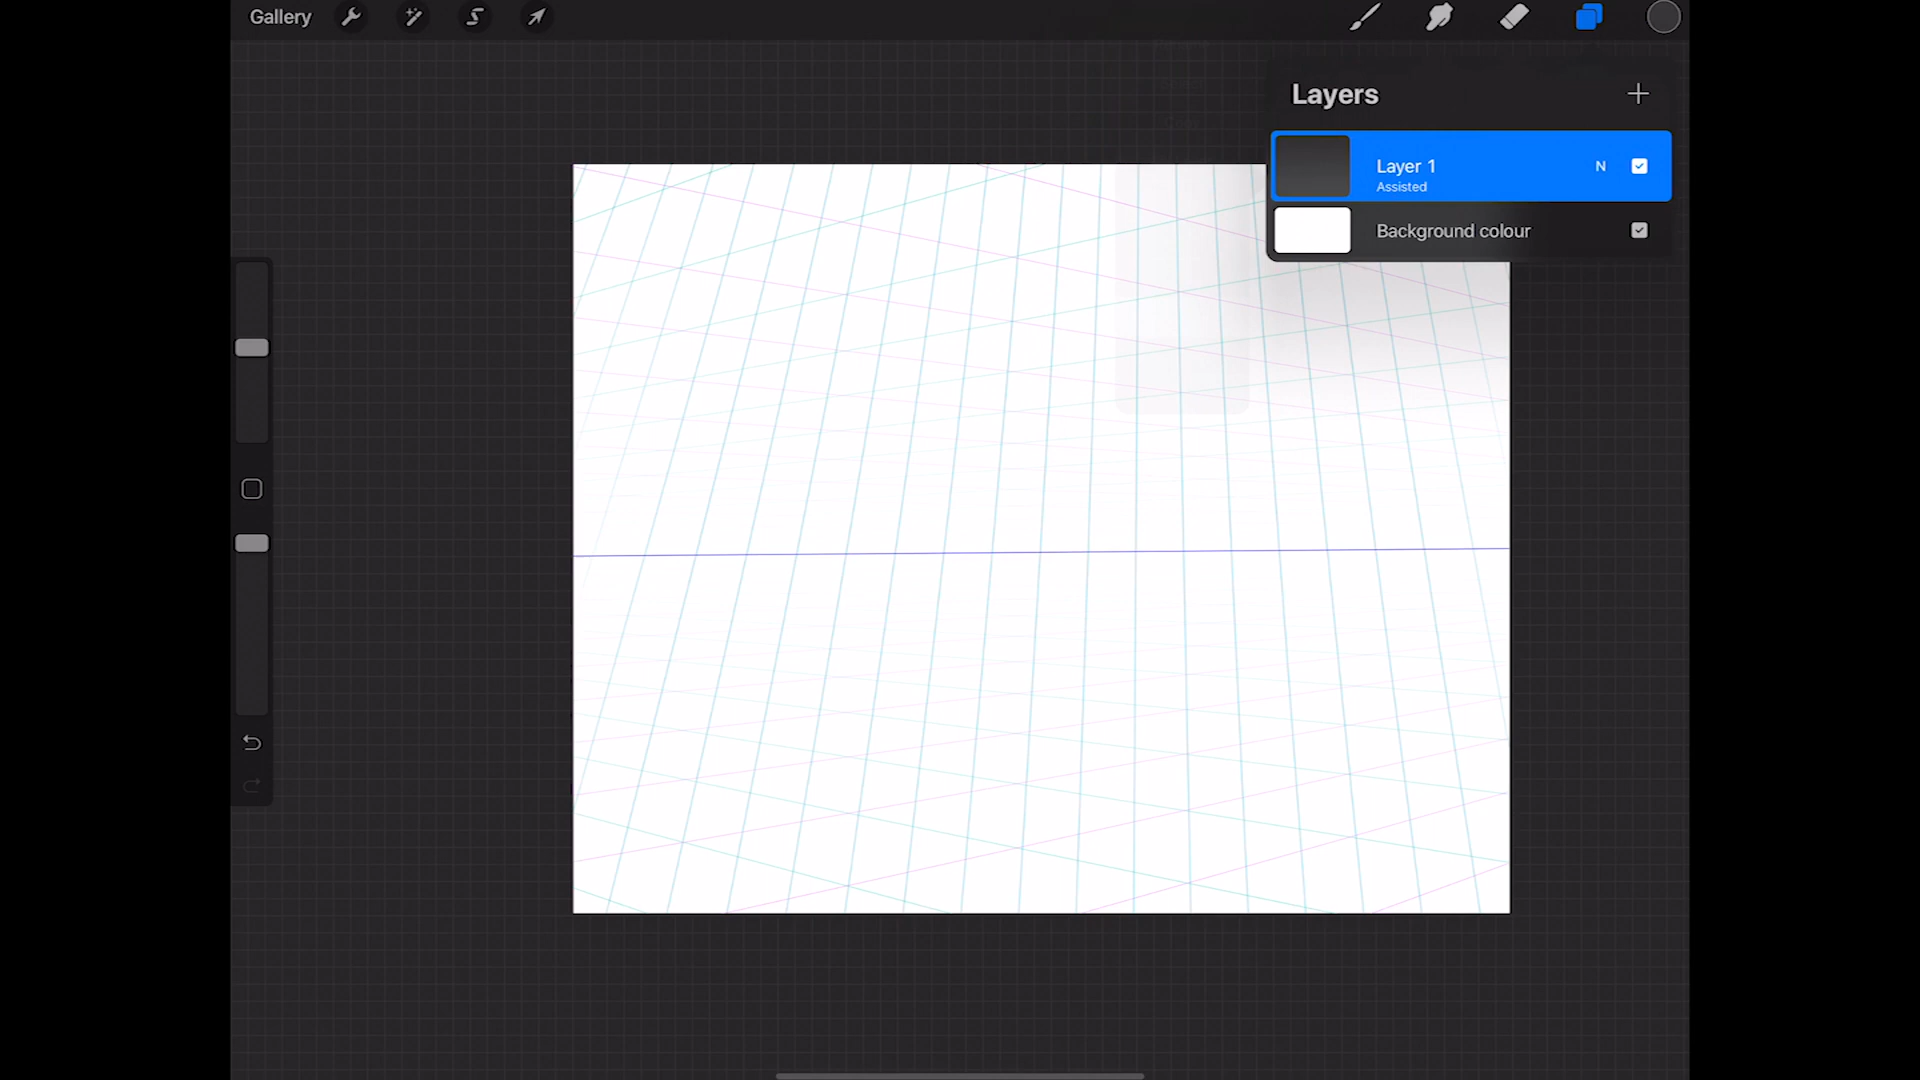 Gallery
Layers
Layer 1 N
Assisted
Background colour